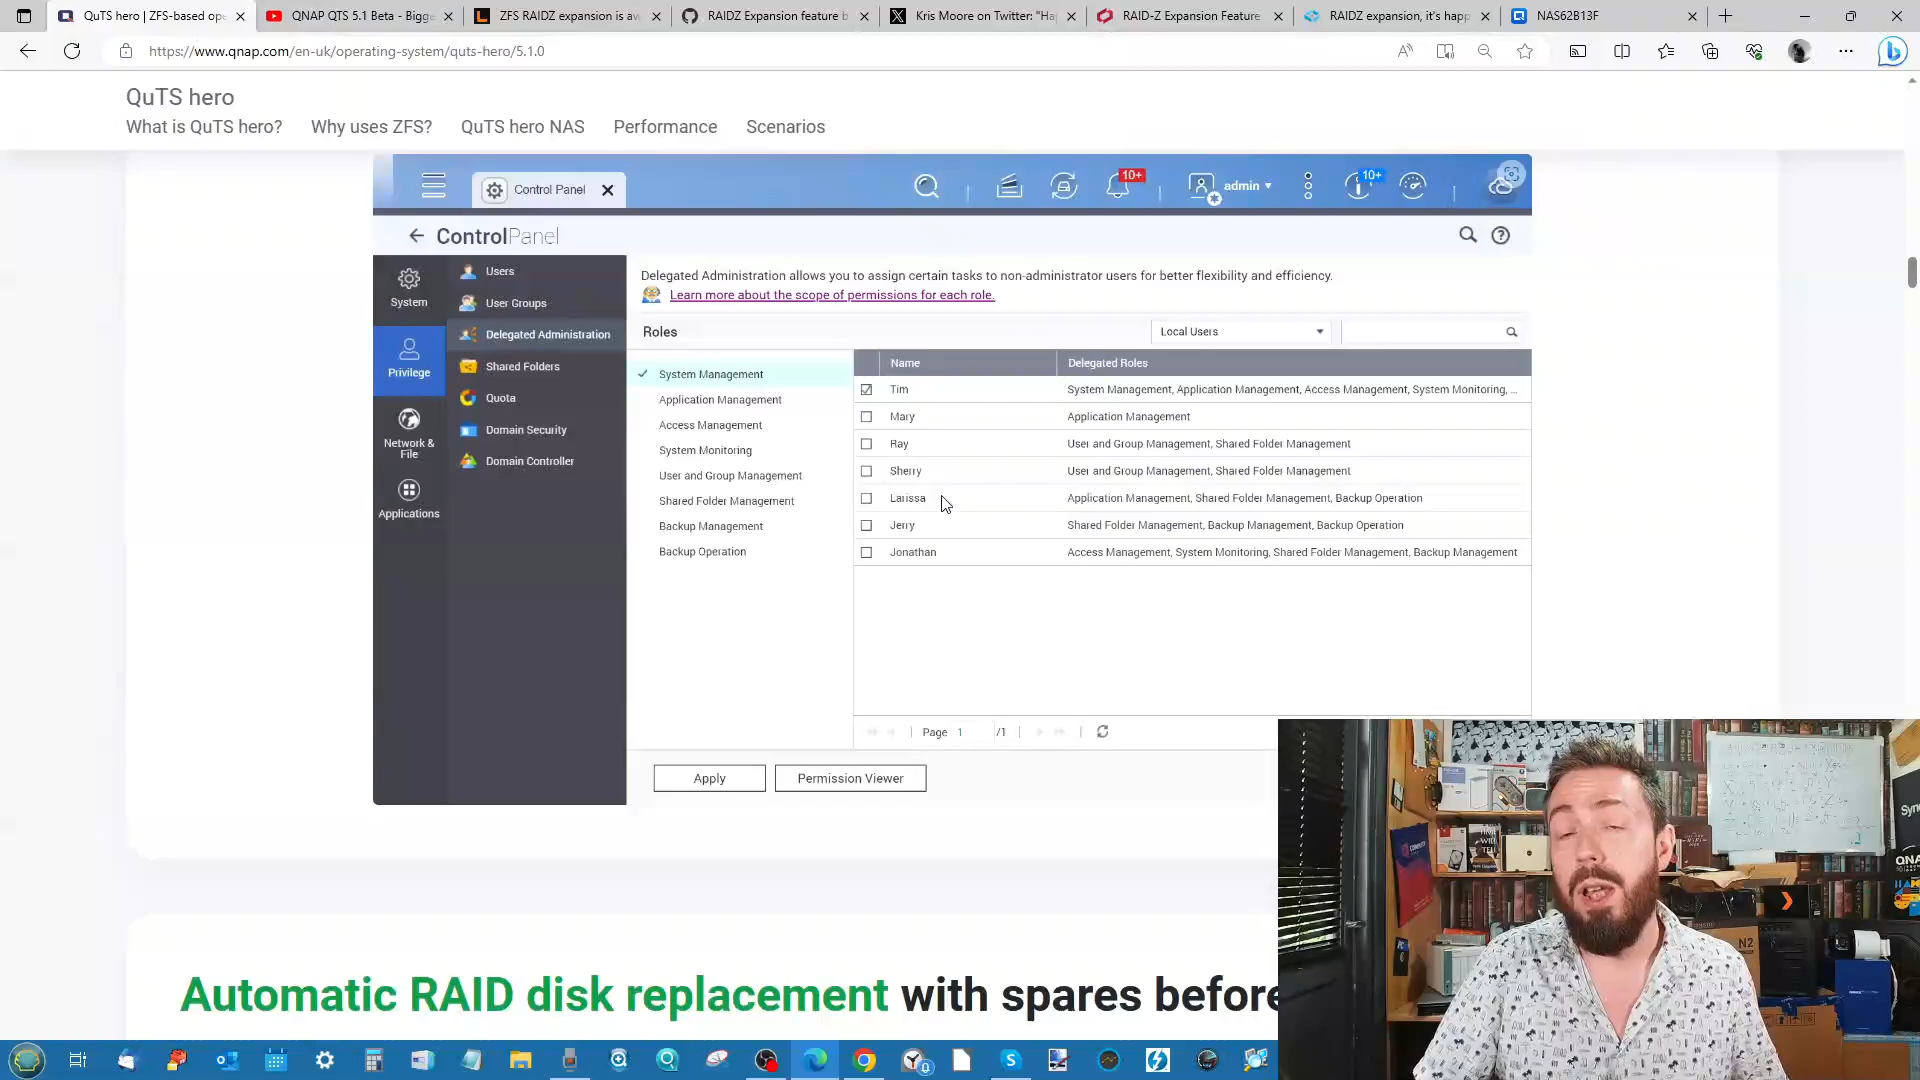 QuTS hero | ZFS-based ope
QNAP QTS 5.1 Beta - Bigge
ZFS RAIDZ expansion is aw
RAIDZ Expansion feature b
Kris Moore on Twitter: "Ha
RAID-Z Expansion Feature
RAIDZ expansion, it's happ
NAS62B13F
https://www.qnap.com/en-uk/operating-system/quts-hero/5.1.0
QuTS hero
What is QuTS hero? Why uses ZFS? QuTS hero NAS Performance Scenarios
Control Panel
10+
admin
10+
ControlPanel
System
Privilege
Network & File
Applications
Users
User Groups
Delegated Administration
Shared Folders
Quota
Domain Security
Domain Controller
Delegated Administration allows you to assign certain tasks to non-administrator users for better flexibility and efficiency.
Learn more about the scope of permissions for each role.
Roles
Local Users
System Management
Application Management
Access Management
System Monitoring
User and Group Management
Shared Folder Management
Backup Management
Backup Operation
Name Delegated Roles
Tim System Management, Application Management, Access Management, System Monitoring, ...
Mary Application Management
Ray User and Group Management, Shared Folder Management
Sherry User and Group Management, Shared Folder Management
Larissa Application Management, Shared Folder Management, Backup Operation
Jerry Shared Folder Management, Backup Management, Backup Operation
Jonathan Access Management, System Monitoring, Shared Folder Management, Backup Management
Page 1 /1
Apply
Permission Viewer
Automatic RAID disk replacement with spares before
N2